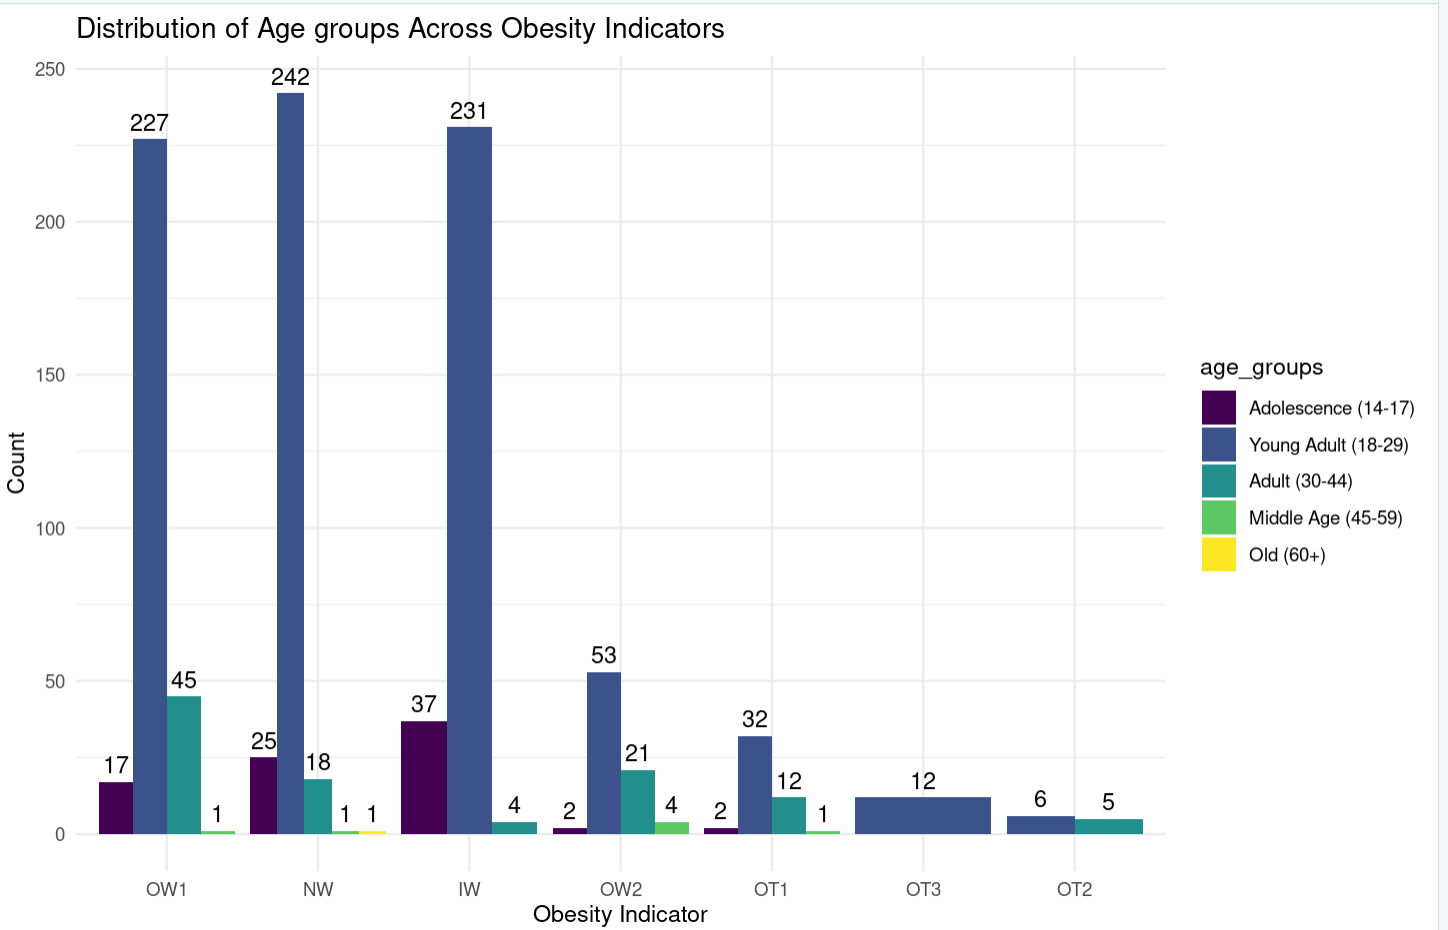 Distribution of Age groups Across Obesity Indicators
250
200
150
100
50
0
Count
227
242
231
17
45
1
25
18
1
1
37
4
2
53
21
4
2
32
12
1
12
6
5
OW1
NW
IW
OW2
OT1
OT3
OT2
Obesity Indicator
age_groups
Adolescence (14-17)
Young Adult (18-29)
Adult (30-44)
Middle Age (45-59)
Old (60+)